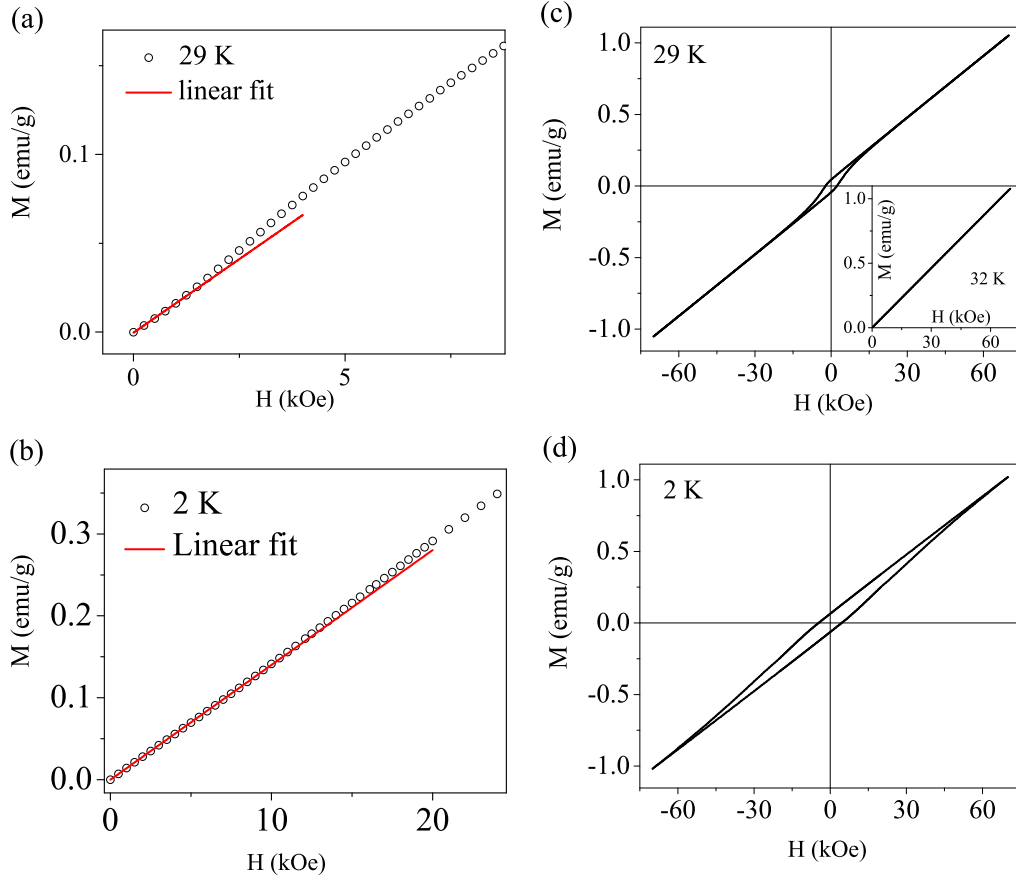 (a)
29 K
linear fit
M (emu/g)
0.1
0.0
0
5
H (kOe)
(c)
29 K
M (emu/g)
1.0
0.5
0.0
-0.5
-1.0
-60
-30
0
30
60
H (kOe)
M (emu/g)
1.0
0.5
0.0
32 K
H (kOe)
0
30
60
(b)
2 K
Linear fit
M (emu/g)
0.3
0.2
0.1
0.0
0
10
20
H (kOe)
(d)
2 K
M (emu/g)
1.0
0.5
0.0
-0.5
-1.0
-60
-30
0
30
60
H (kOe)